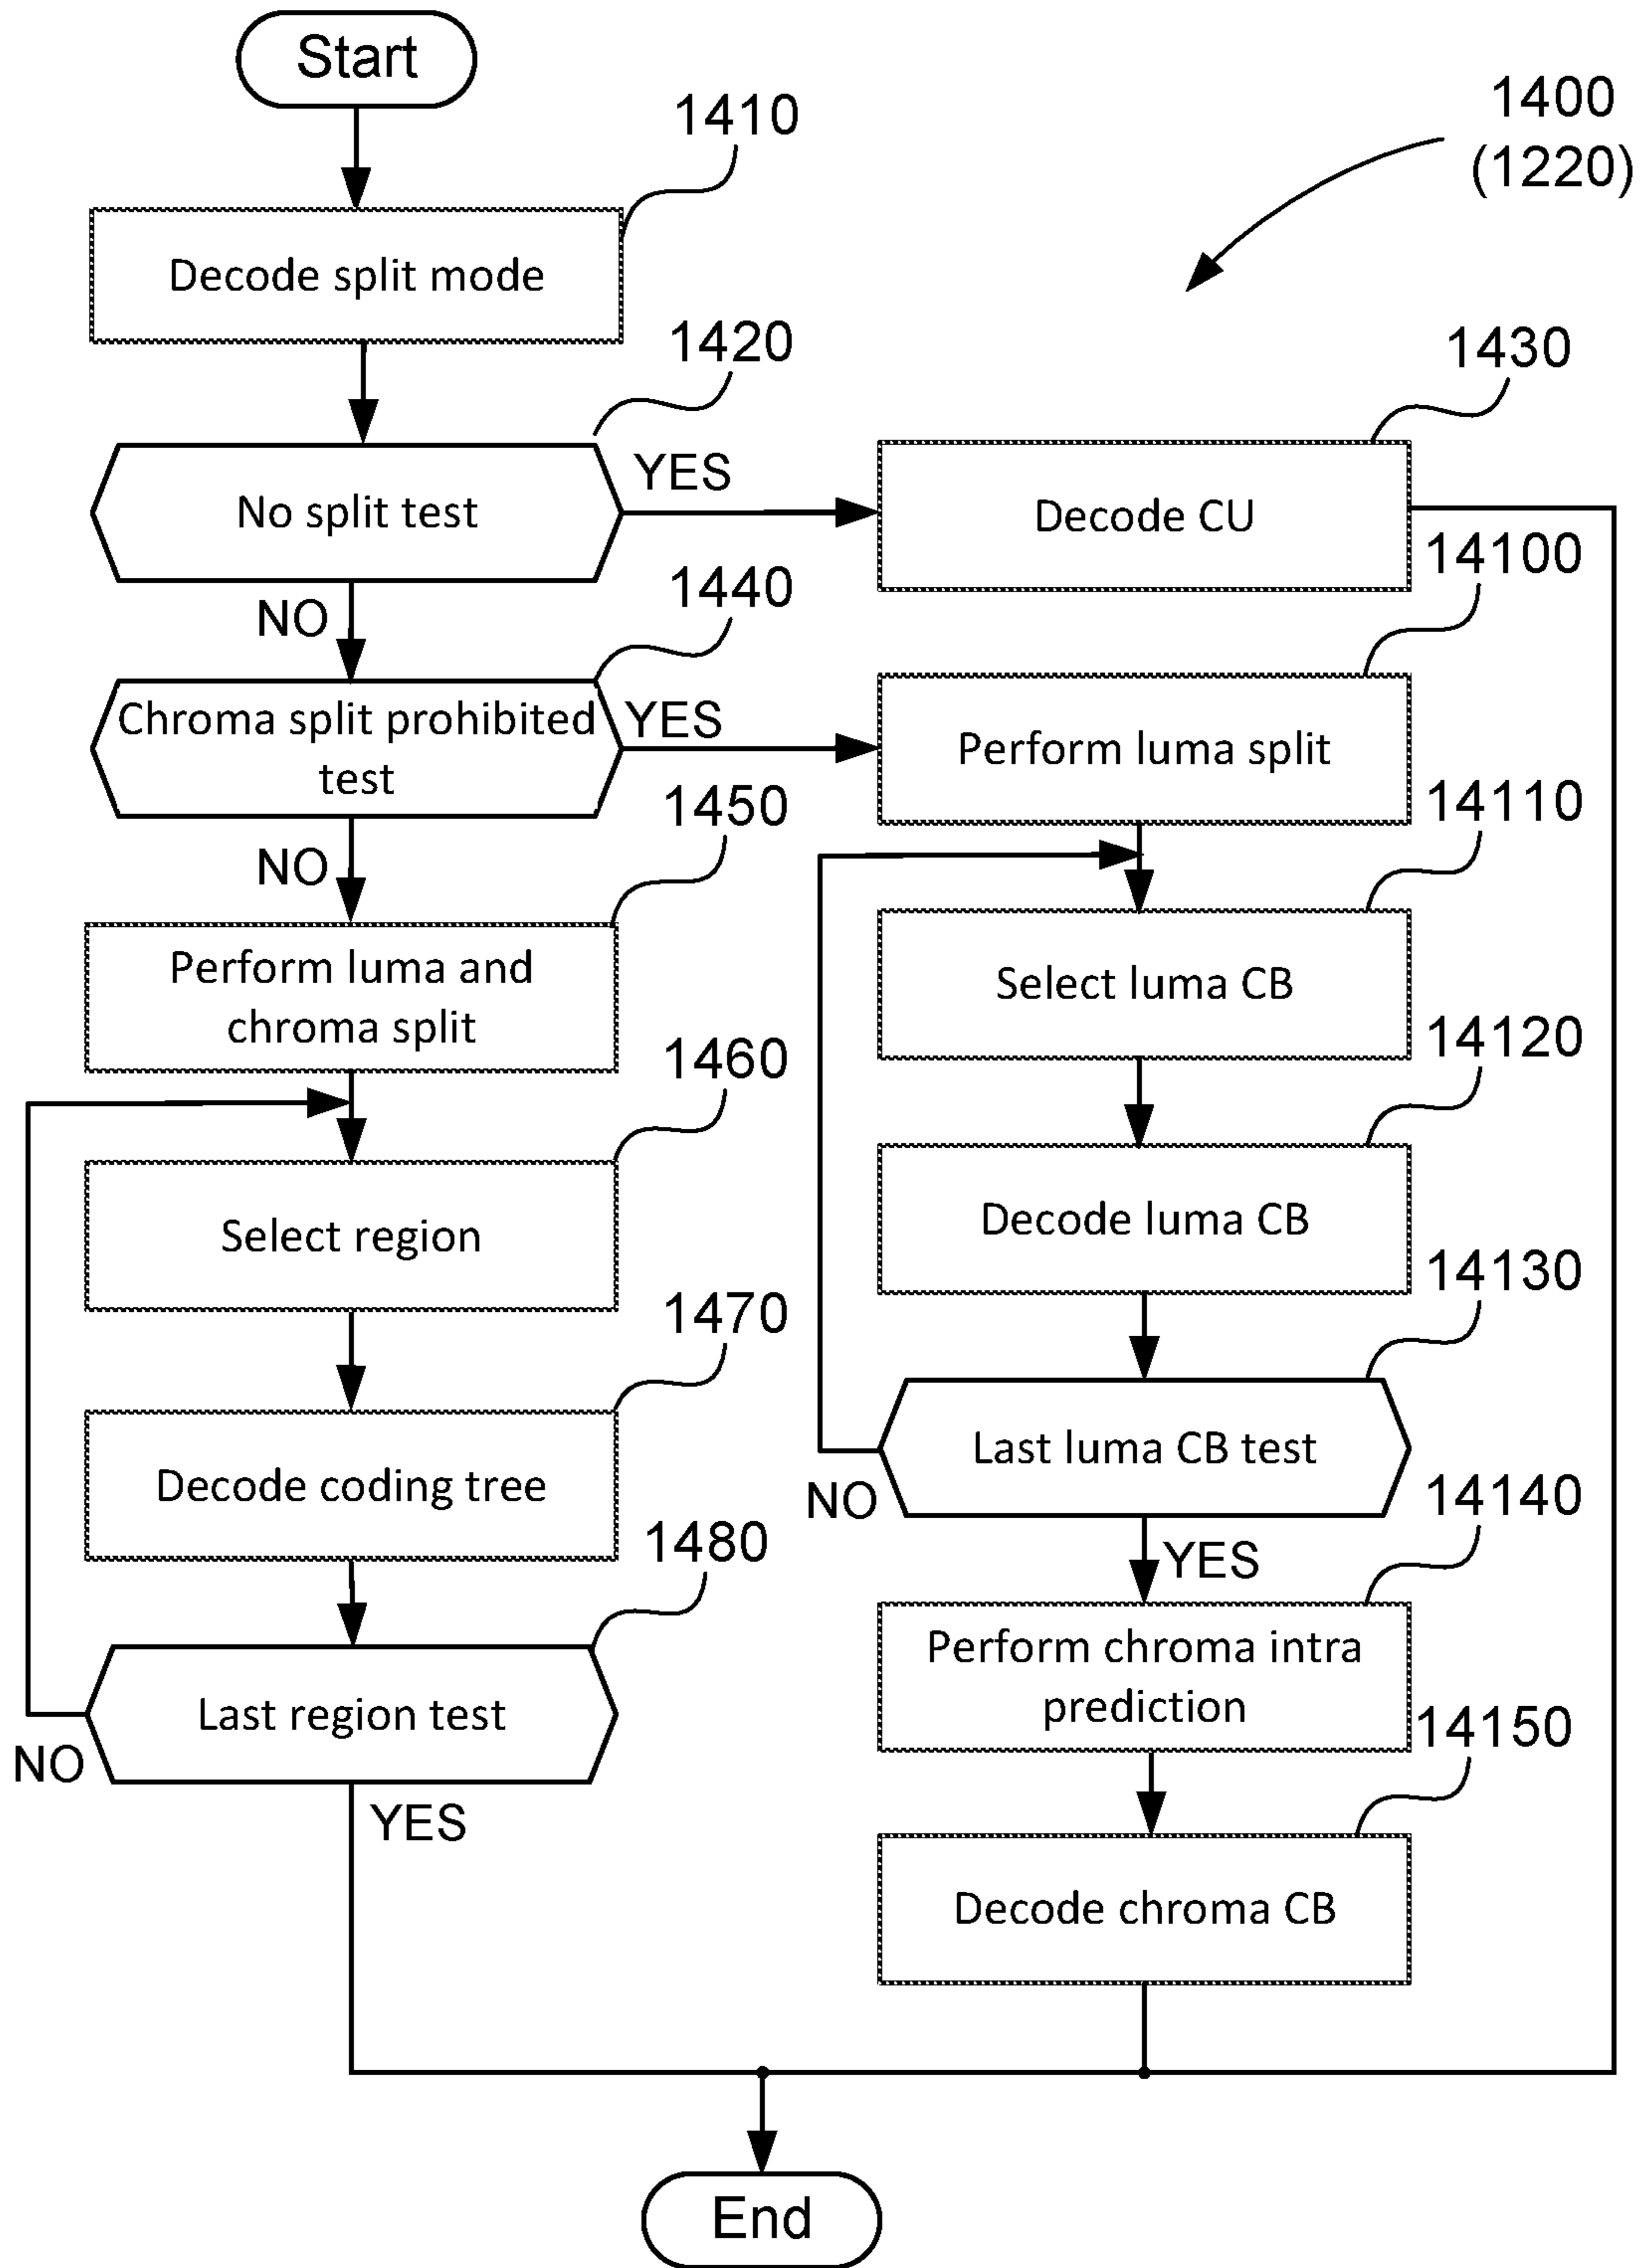 Start
1410
1400
(1220)
Decode split mode
1420
1430
No split test
YES
Decode CU
NO
1440
14100
Chroma split prohibited
test
YES
Perform luma split
1450
14110
NO
Perform luma and
chroma split
Select luma CB
1460
14120
Select region
Decode luma CB
1470
14130
Decode coding tree
Last luma CB test
NO
1480
14140
YES
Last region test
NO
Perform chroma intra
prediction
14150
YES
Decode chroma CB
End